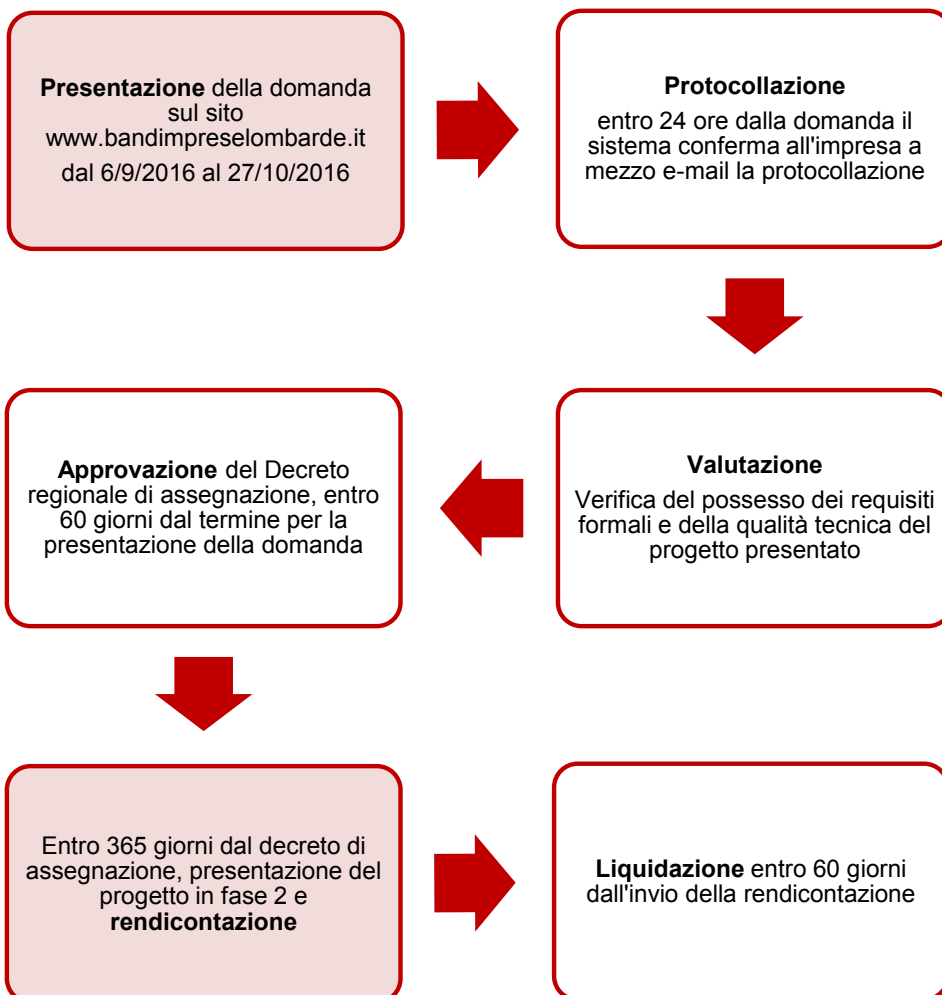 Presentazione della domanda
sul sito
www.bandimpreselombarde.it
dal 6/9/2016 al 27/10/2016
Protocollazione
entro 24 ore dalla domanda il
sistema conferma all'impresa a
mezzo e-mail la protocollazione
Valutazione
Verifica del possesso dei requisiti
formali e della qualità tecnica del
progetto presentato
Approvazione del Decreto
regionale di assegnazione, entro
60 giorni dal termine per la
presentazione della domanda
Entro 365 giorni dal decreto di
assegnazione, presentazione del
progetto in fase 2 e
rendicontazione
Liquidazione entro 60 giorni
dall'invio della rendicontazione